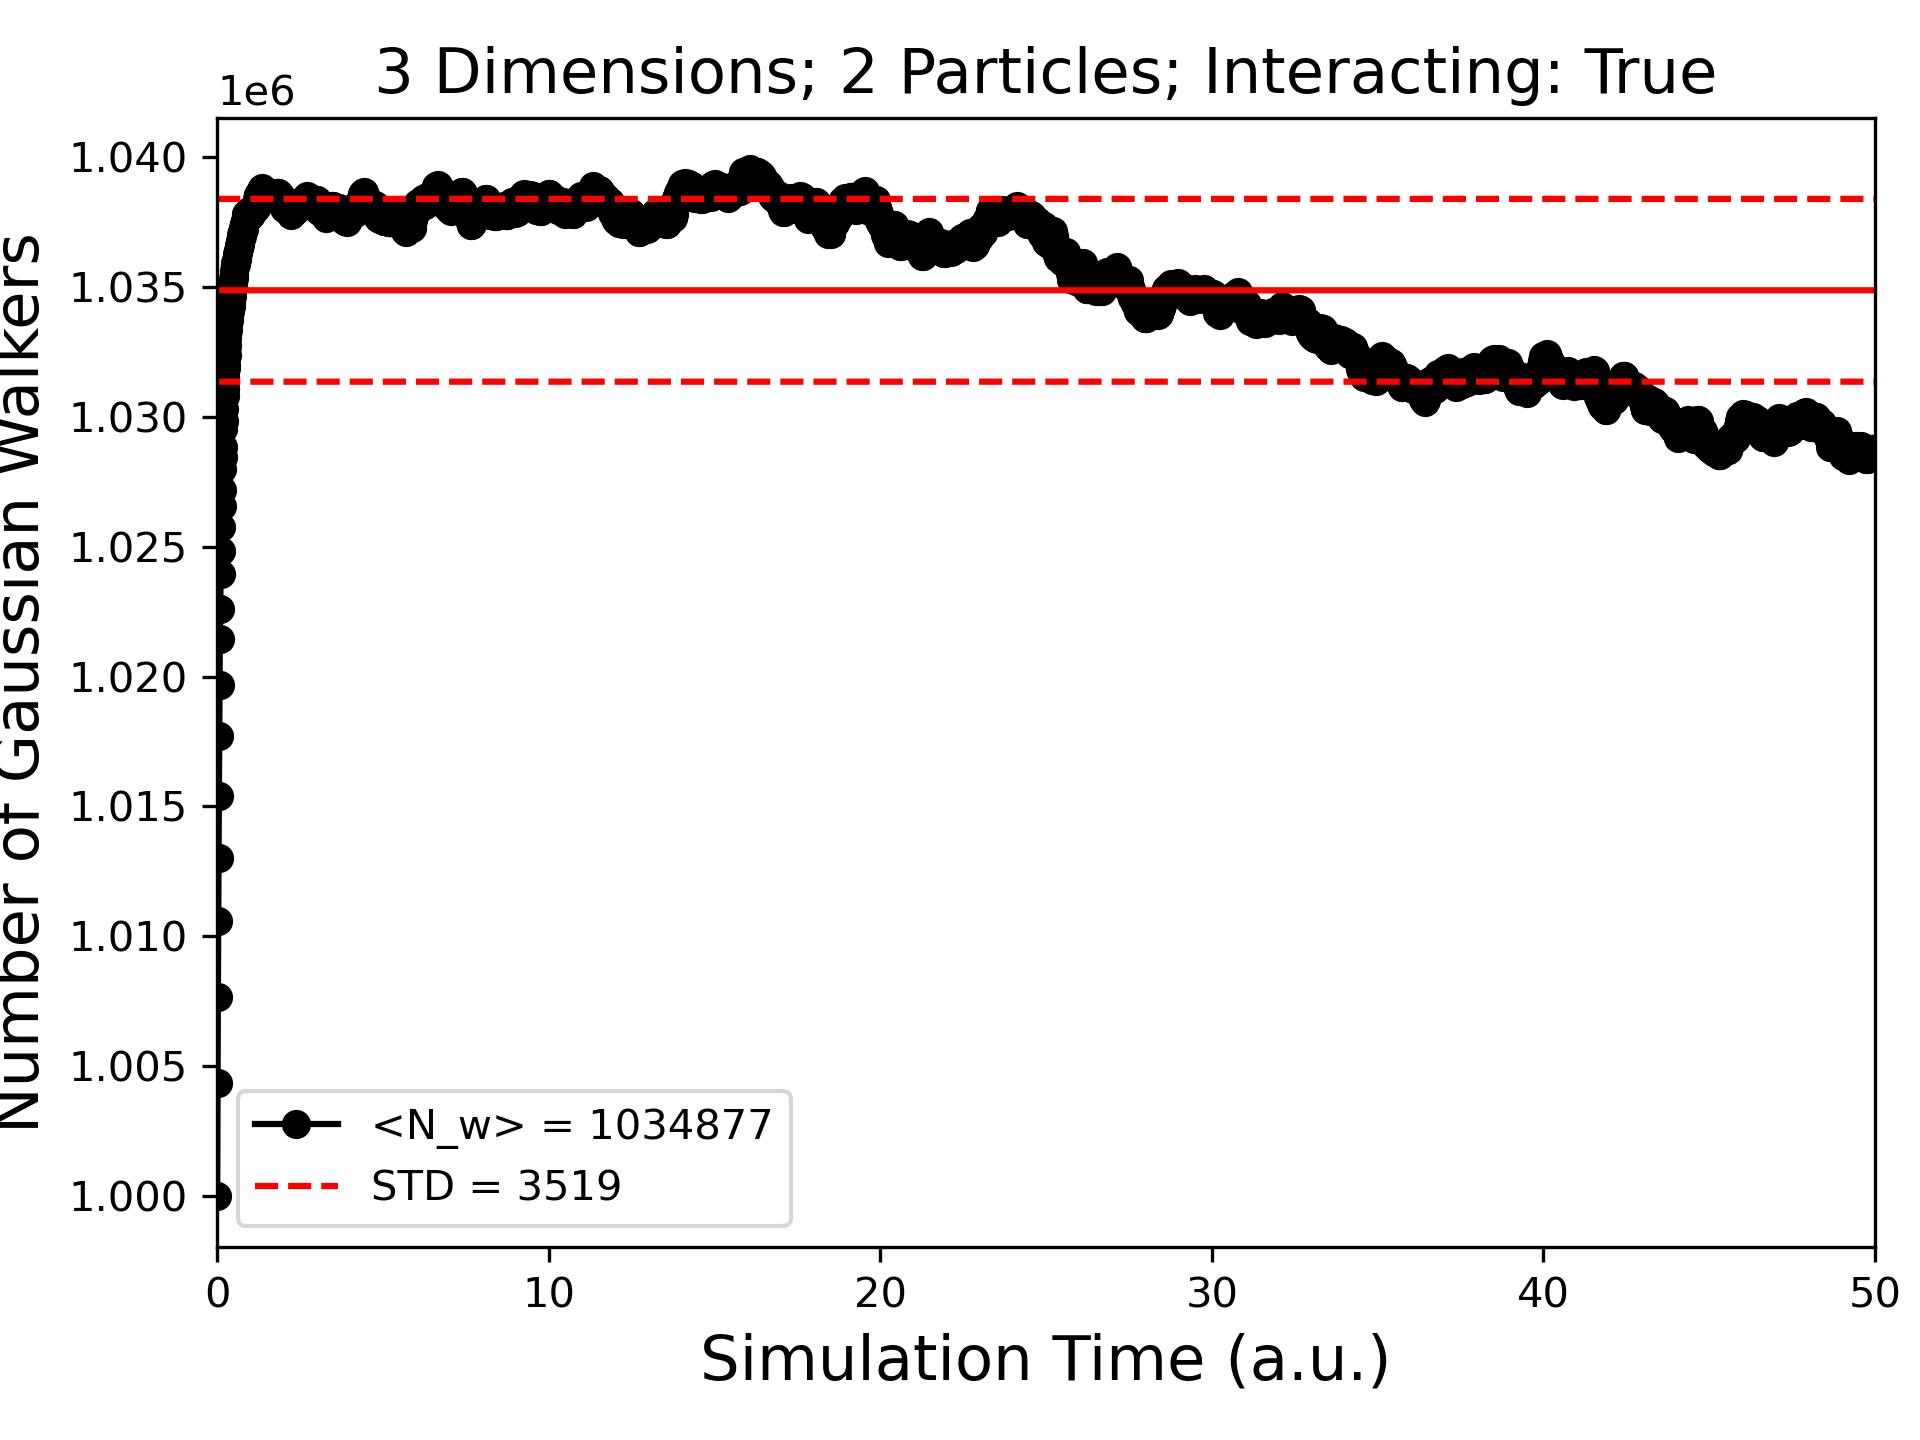 3 Dimensions; 2 Particles; Interacting: True
1e6
1.040
1.035
1.030
1.025
1.020
1.015
1.010
1.005
1.000
Number of Gaussian Walkers
<N_w> = 1034877
STD = 3519
0 10 20 30 40 50
Simulation Time (a.u.)